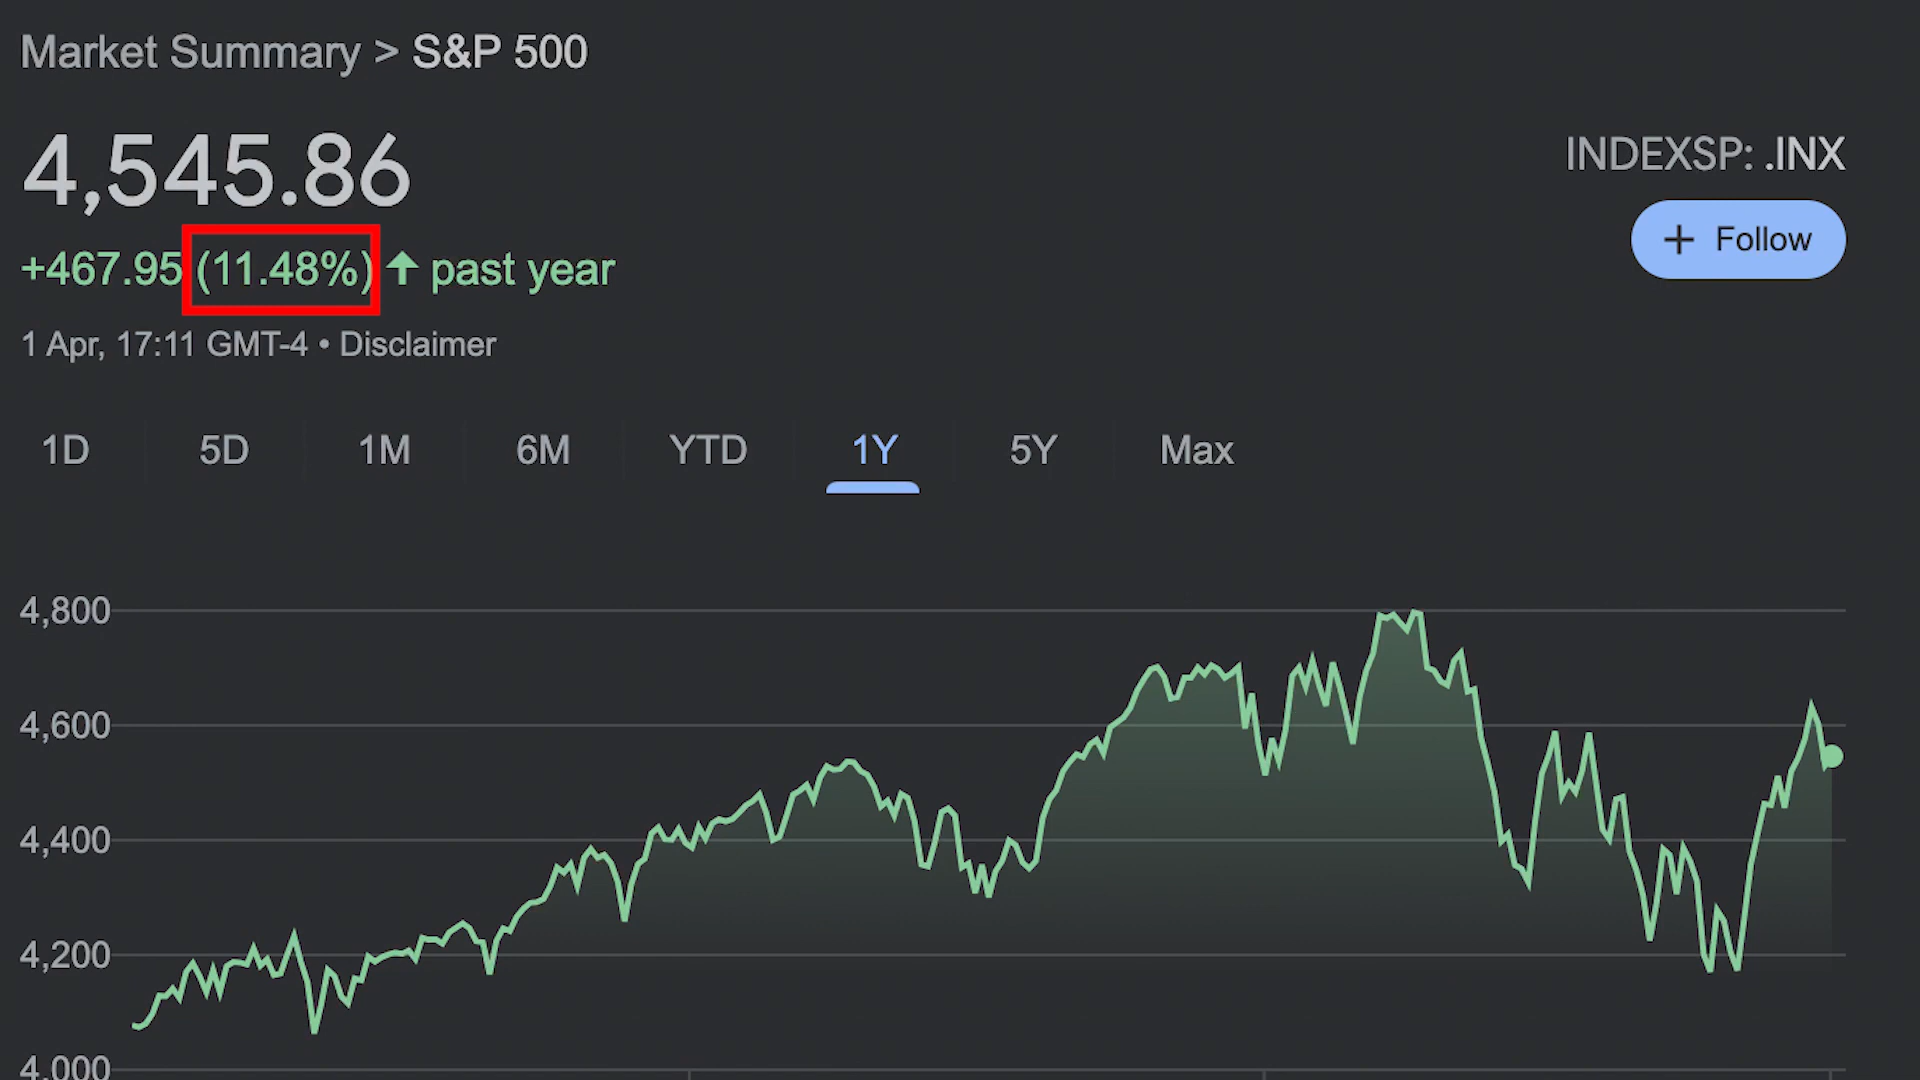 Market Summary > S&P 500
4,545.86
INDEXSP: .INX
+ Follow
+467.95 (11.48%) ↑ past year
1 Apr, 17:11 GMT-4 • Disclaimer
1D 5D 1M 6M YTD 1Y 5Y Max
4,800
4,600
4,400
4,200
4,000